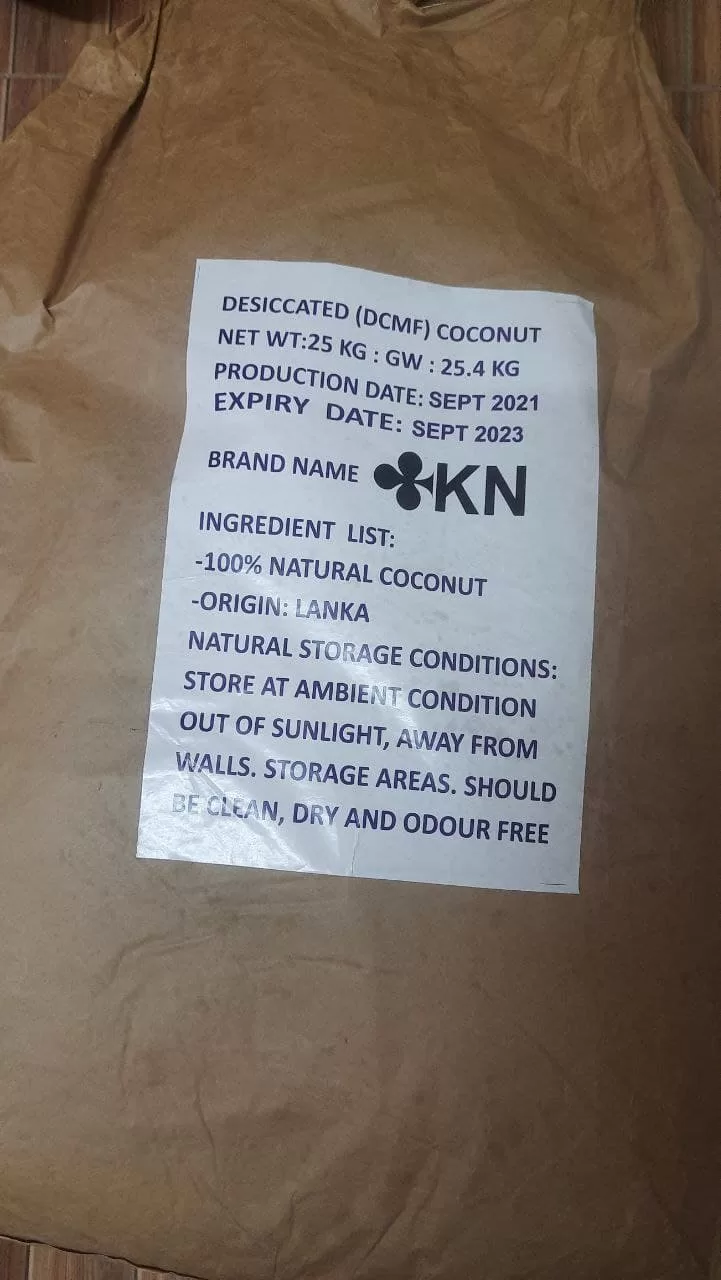 DESICCATED (DCMF) COCONUT
NET WT:25 KG : GW : 25.4 KG
PRODUCTION DATE: SEPT 2021
EXPIRY DATE: SEPT 2023
BRAND NAME KN
INGREDIENT LIST:
-100% NATURAL COCONUT
-ORIGIN: LANKA
NATURAL STORAGE CONDITIONS:
STORE AT AMBIENT CONDITION
OUT OF SUNLIGHT, AWAY FROM
WALLS. STORAGE AREAS. SHOULD
BE CLEAN, DRY AND ODOUR FREE